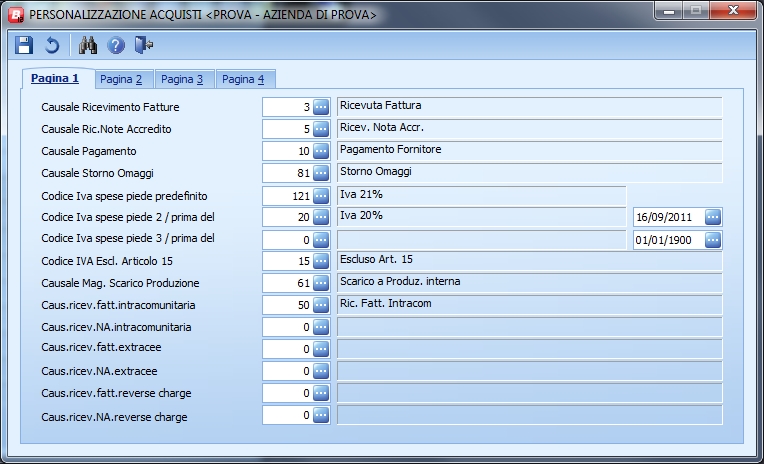 PERSONALIZZAZIONE ACQUISTI <PROVA - AZIENDA DI PROVA>
Pagina 1 Pagina 2 Pagina 3 Pagina 4
Causale Ricevimento Fatture 3 Ricevuta Fattura
Causale Ric.Note Accredito 5 Ricev. Nota Accr.
Causale Pagamento 10 Pagamento Fornitore
Causale Storno Omaggi 81 Storno Omaggi
Codice Iva spese piede predefinito 121 Iva 21%
Codice Iva spese piede 2 / prima del 20 Iva 20% 16/09/2011
Codice Iva spese piede 3 / prima del 0 01/01/1900
Codice IVA Escl. Articolo 15 15 Escluso Art. 15
Causale Mag. Scarico Produzione 61 Scarico a Produz. interna
Caus.ricev.fatt.intracomunitaria 50 Ric. Fatt. Intracom
Caus.ricev.NA.intracomunitaria 0
Caus.ricev.fatt.extracee 0
Caus.ricev.NA.extracee 0
Caus.ricev.fatt.reverse charge 0
Caus.ricev.NA.reverse charge 0